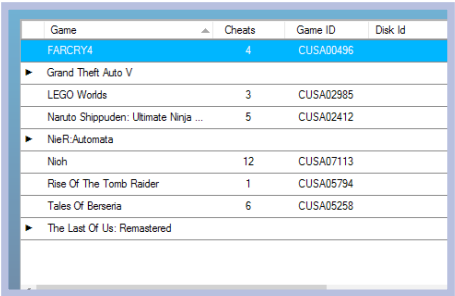 Game Cheats Game ID Disk Id
FARCRY4 4 CUSA00496
Grand Theft Auto V
LEGO Worlds 3 CUSA02985
Naruto Shippuden: Ultimate Ninja ... 5 CUSA02412
NieR:Automata
Nioh 12 CUSA07113
Rise Of The Tomb Raider 1 CUSA05794
Tales Of Berseria 6 CUSA05258
The Last Of Us: Remastered